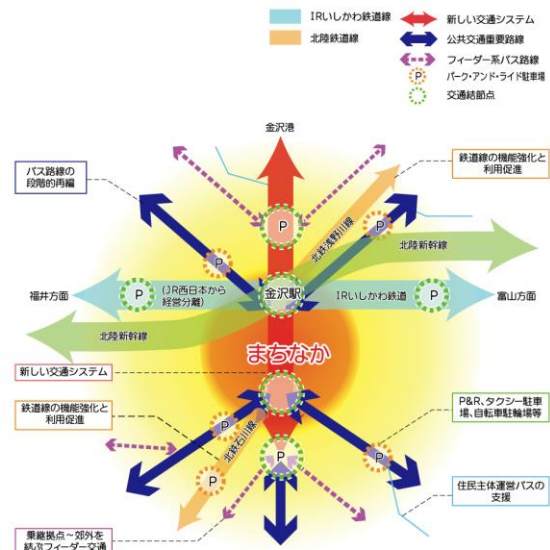 IRいしかわ鉄道線
北陸鉄道線
新しい交通システム
公共交通重要路線
フィーダー系バス路線
P
パーク・アンド・ライド駐車場
交通結節点
金沢港
バス路線の
段階的再編
鉄道線の機能強化と
利用促進
P
P
P
北鉄浅野川線
北陸新幹線
福井方面
P
(JR西日本から
経営分離)
金沢駅
IRいしかわ鉄道
P
富山方面
北陸新幹線
まちなか
新しい交通システム
鉄道線の機能強化と
利用促進
P&R、タクシー駐車
場、自転車駐輪場等
P
北鉄石川線
P
P
P
住民主体運営バスの
支援
乗継拠点～郊外を
結ぶフィーダー交通